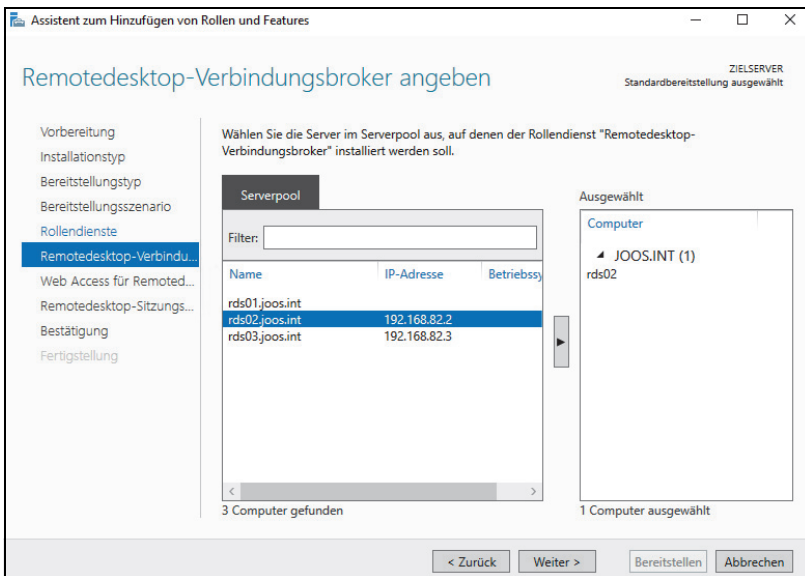 Assistent zum Hinzufügen von Rollen und Features
Remotedesktop-Verbindungsbroker angeben
ZIELSERVER
Standardbereitstellung ausgewählt
Vorbereitung
Installationstyp
Bereitstellungstyp
Bereitstellungsszenario
Rollendienste
Remotedesktop-Verbindu...
Web Access für Remoted...
Remotedesktop-Sitzungs...
Bestätigung
Fertigstellung
Wählen Sie die Server im Serverpool aus, auf denen der Rollendienst "Remotedesktop-
Verbindungsbroker" installiert werden soll.
Serverpool
Filter:
Name IP-Adresse Betriebssy
rds01.joos.int
rds02.joos.int 192.168.82.2
rds03.joos.int 192.168.82.3
3 Computer gefunden
Ausgewählt
Computer
JOOS.INT (1)
rds02
1 Computer ausgewählt
< Zurück Weiter > Bereitstellen Abbrechen